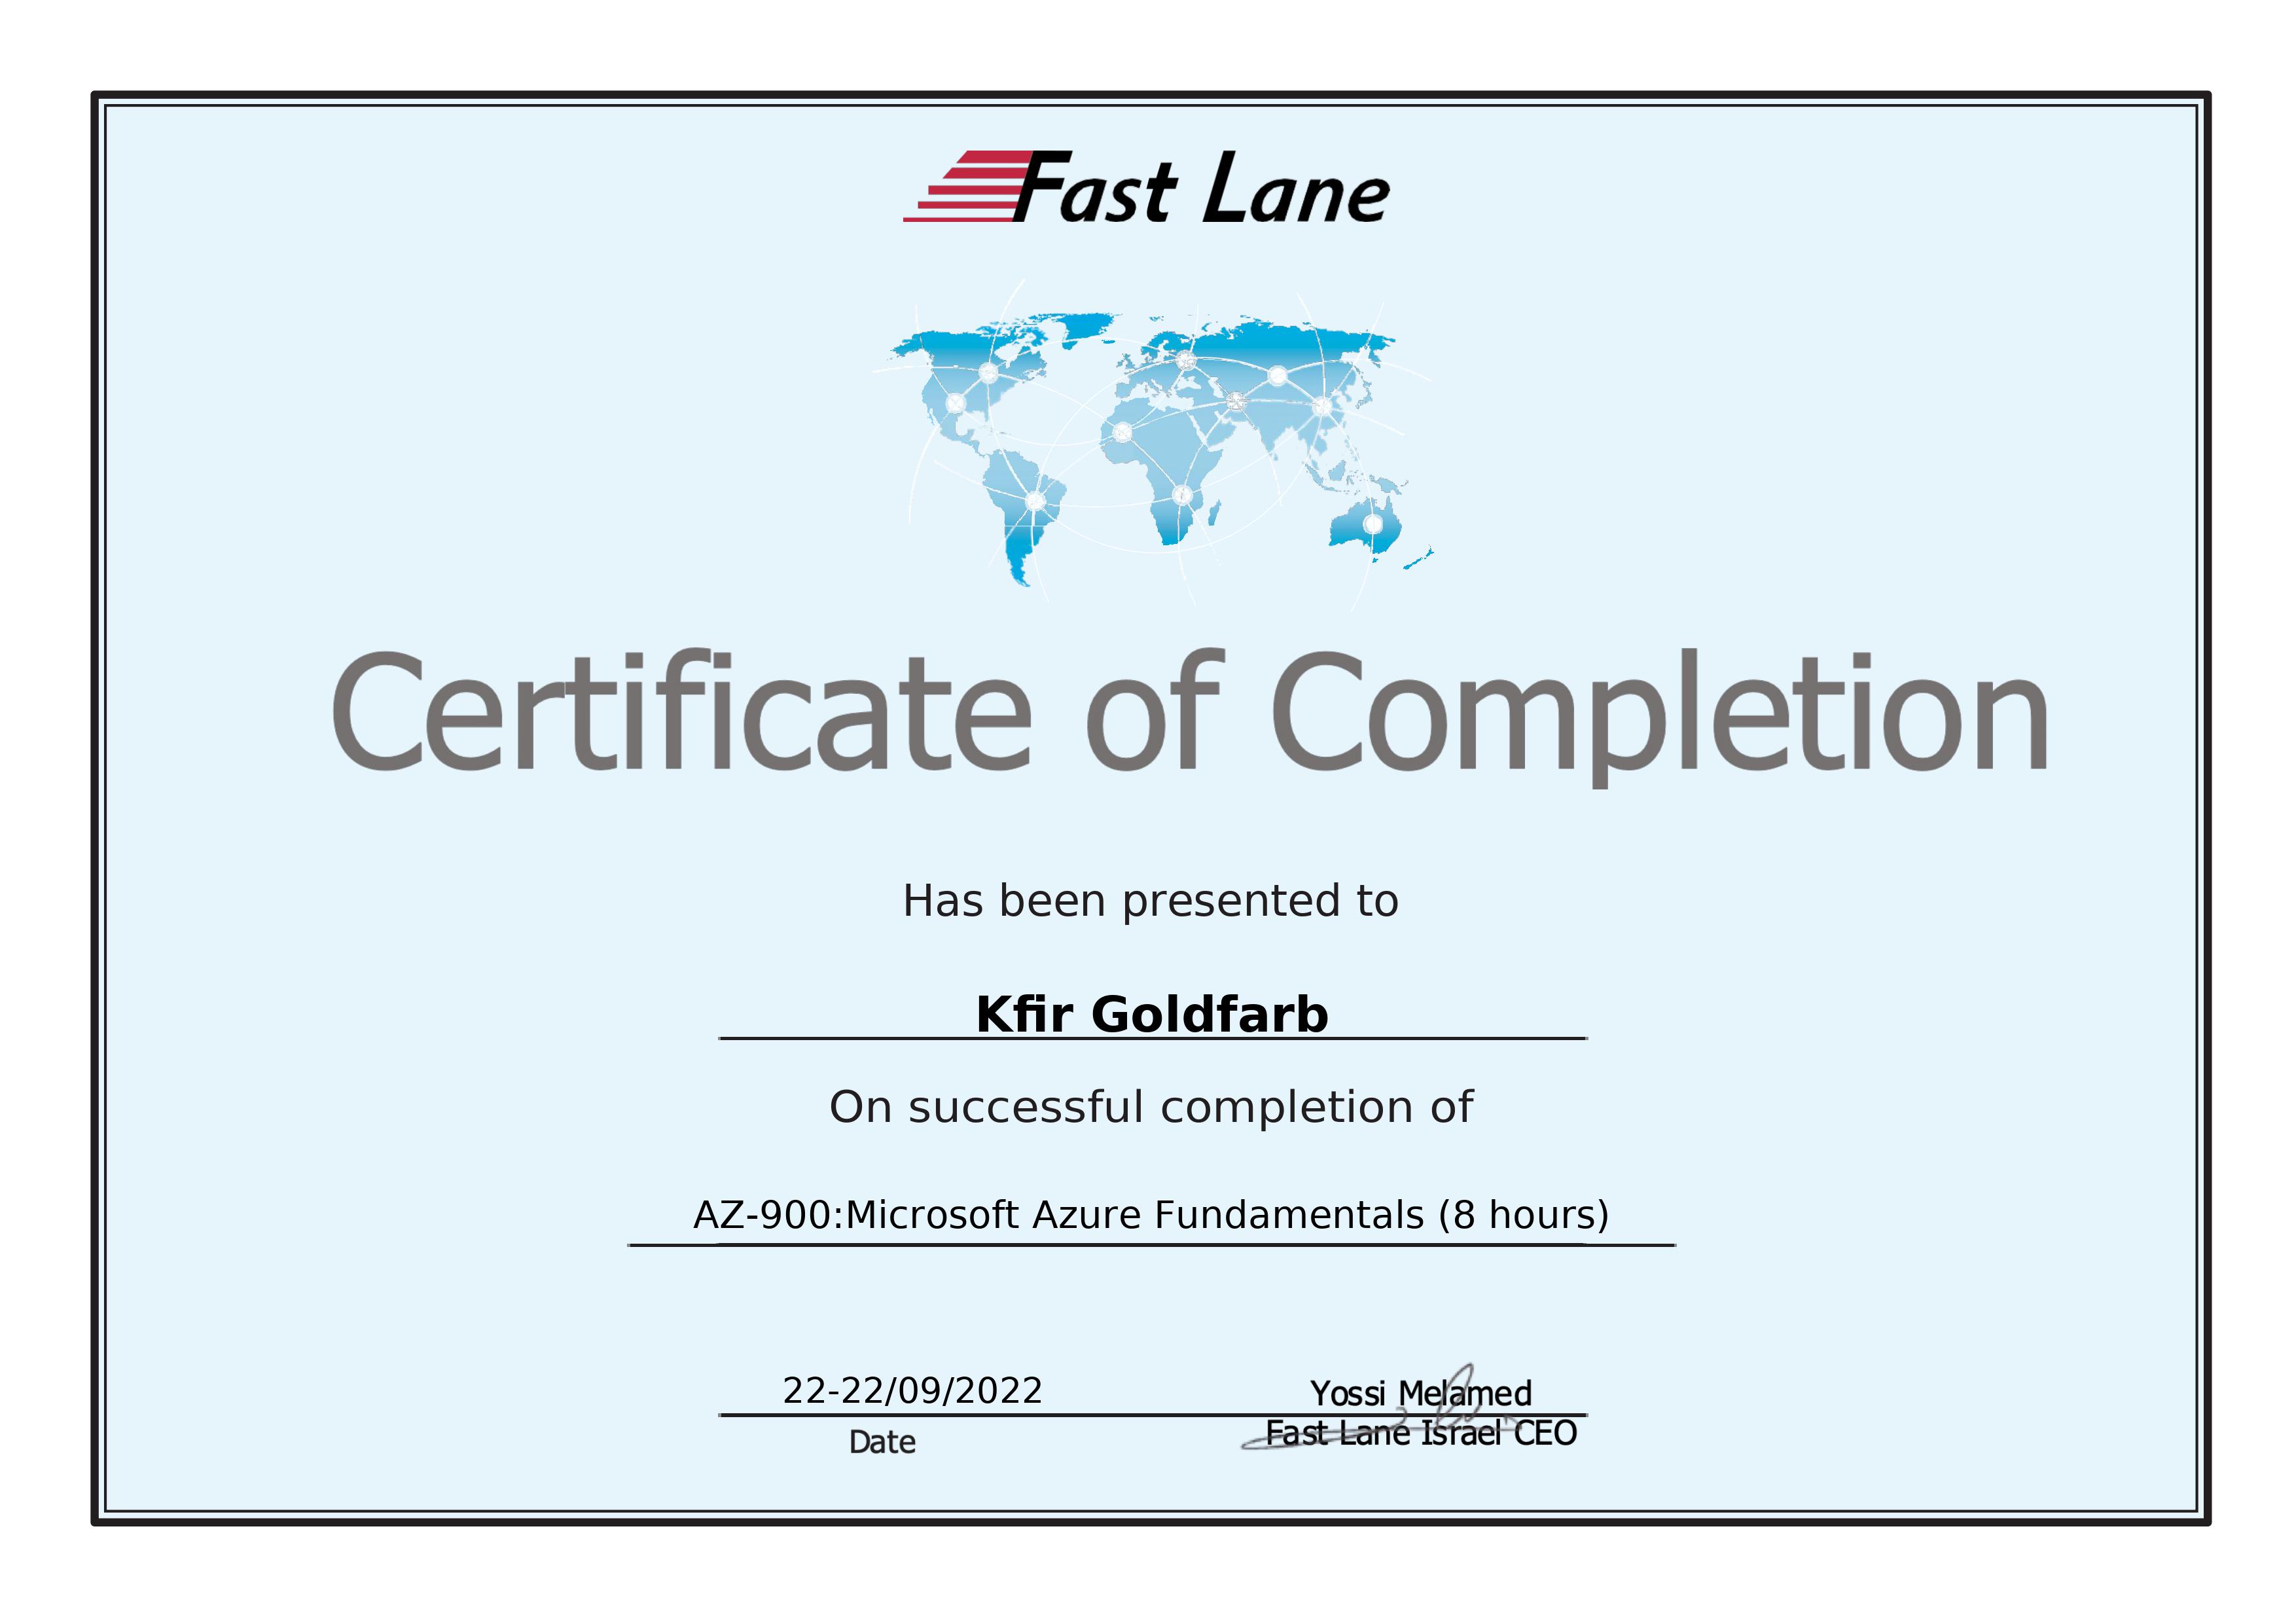 Fast Lane
Certificate of Completion
Has been presented to
Kfir Goldfarb
On successful completion of
AZ-900:Microsoft Azure Fundamentals (8 hours)
22-22/09/2022
Yossi Melamed
Date
Fast Lane Israel CEO